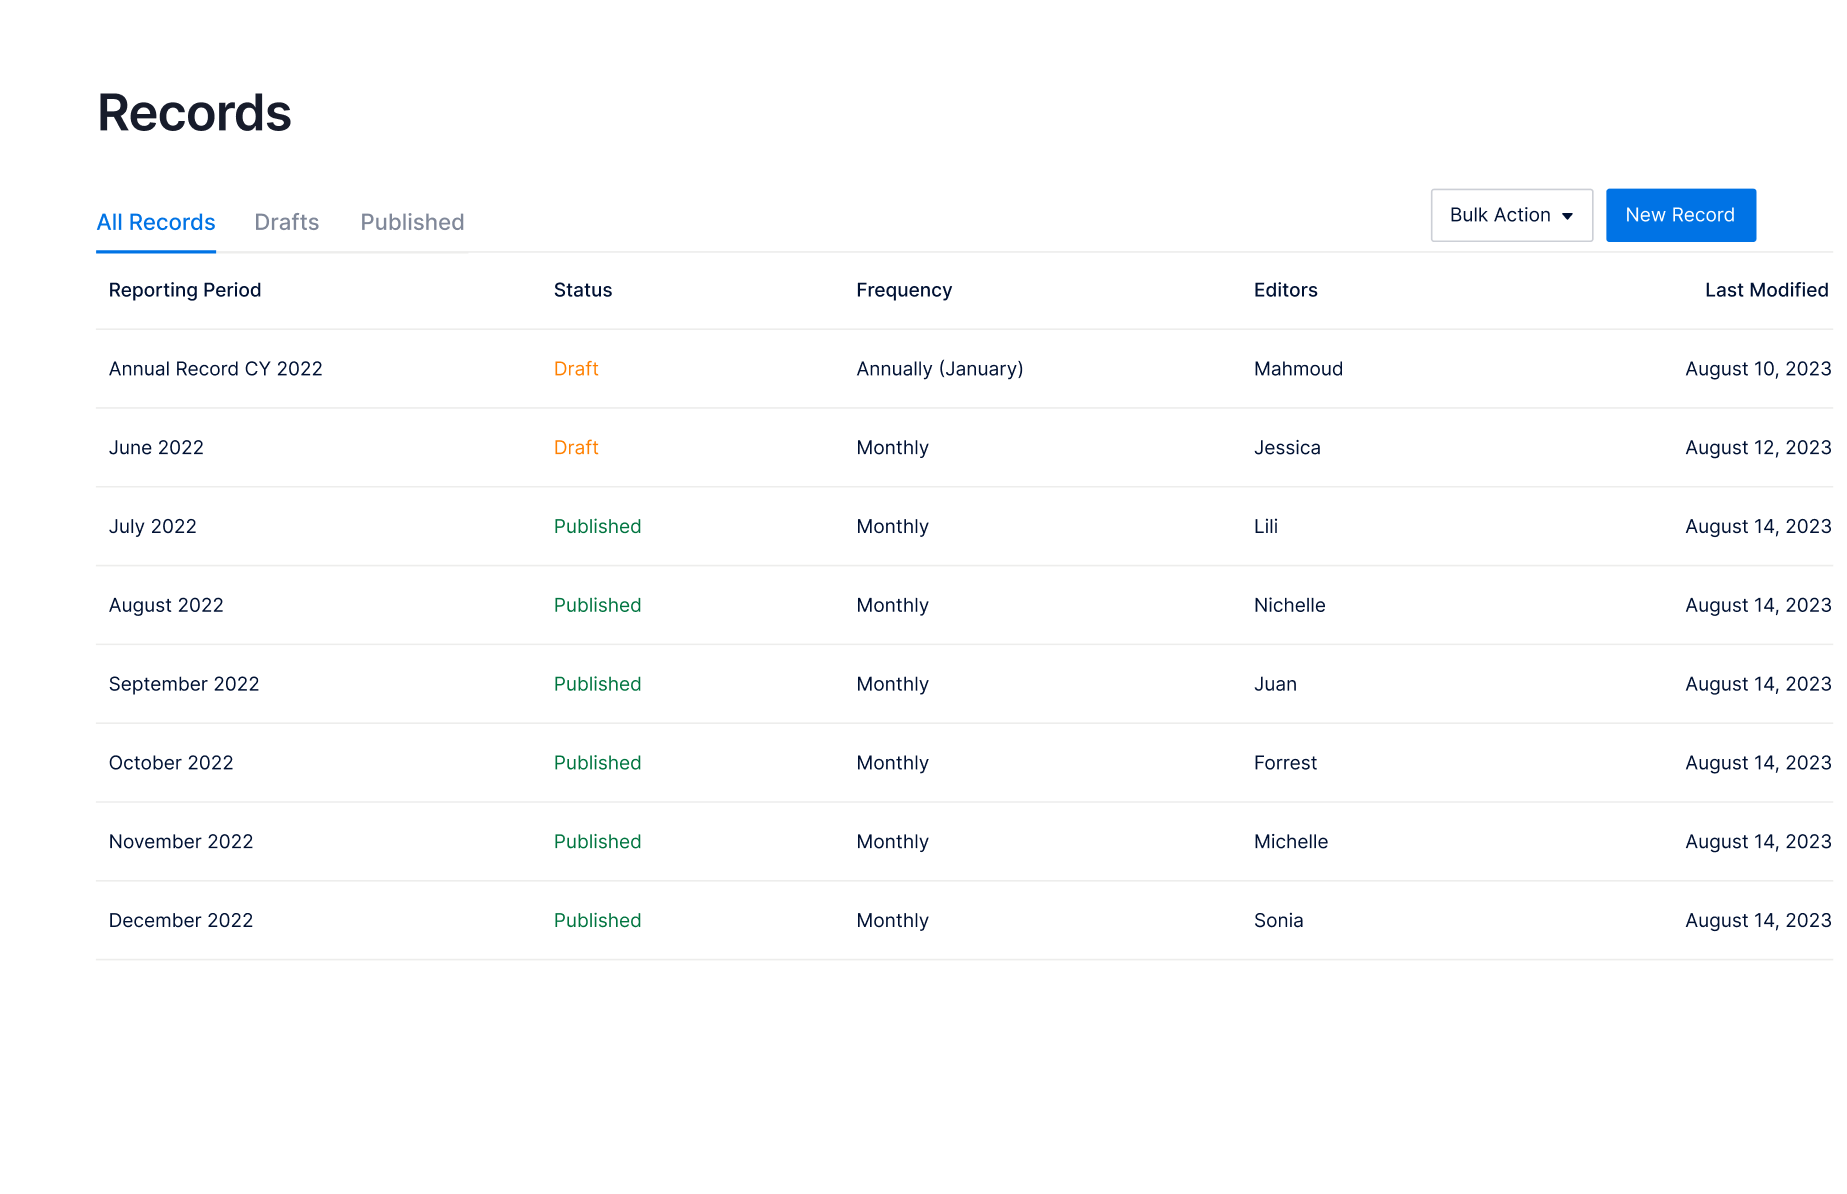 Records
All Records Drafts Published Bulk Action New Record
Reporting Period Status Frequency Editors Last Modified
Annual Record CY 2022 Draft Annually (January) Mahmoud August 10, 2023
June 2022 Draft Monthly Jessica August 12, 2023
July 2022 Published Monthly Lili August 14, 2023
August 2022 Published Monthly Nichelle August 14, 2023
September 2022 Published Monthly Juan August 14, 2023
October 2022 Published Monthly Forrest August 14, 2023
November 2022 Published Monthly Michelle August 14, 2023
December 2022 Published Monthly Sonia August 14, 2023